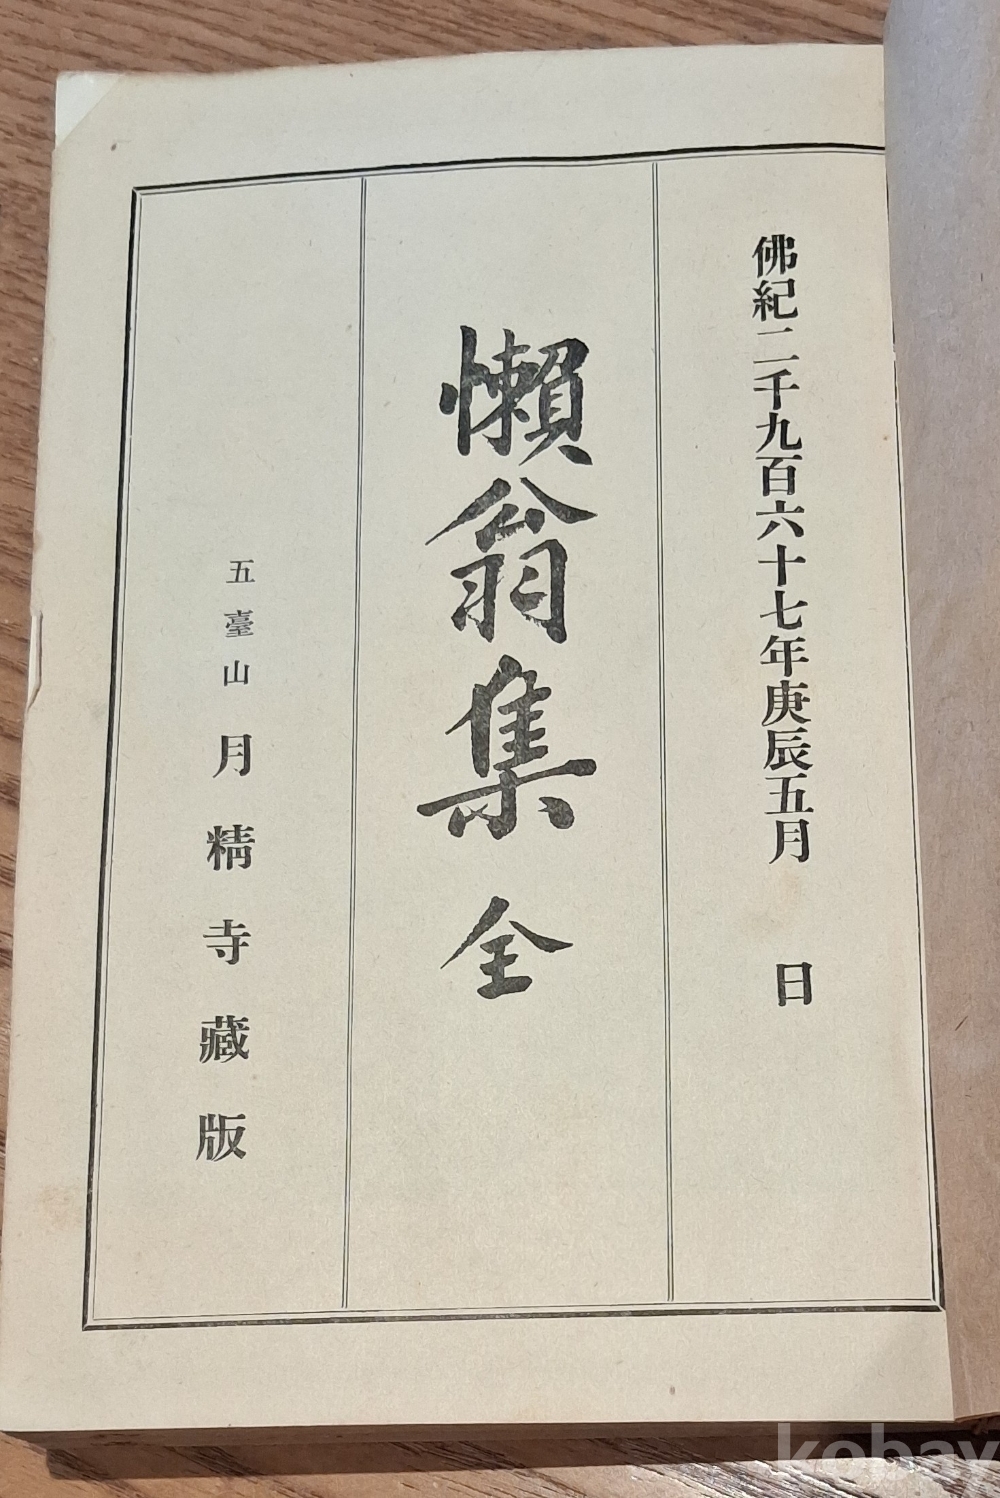 佛紀二千九百六十七年庚辰五月 日
懶翁集 全
五臺山 月精寺藏版
kobay